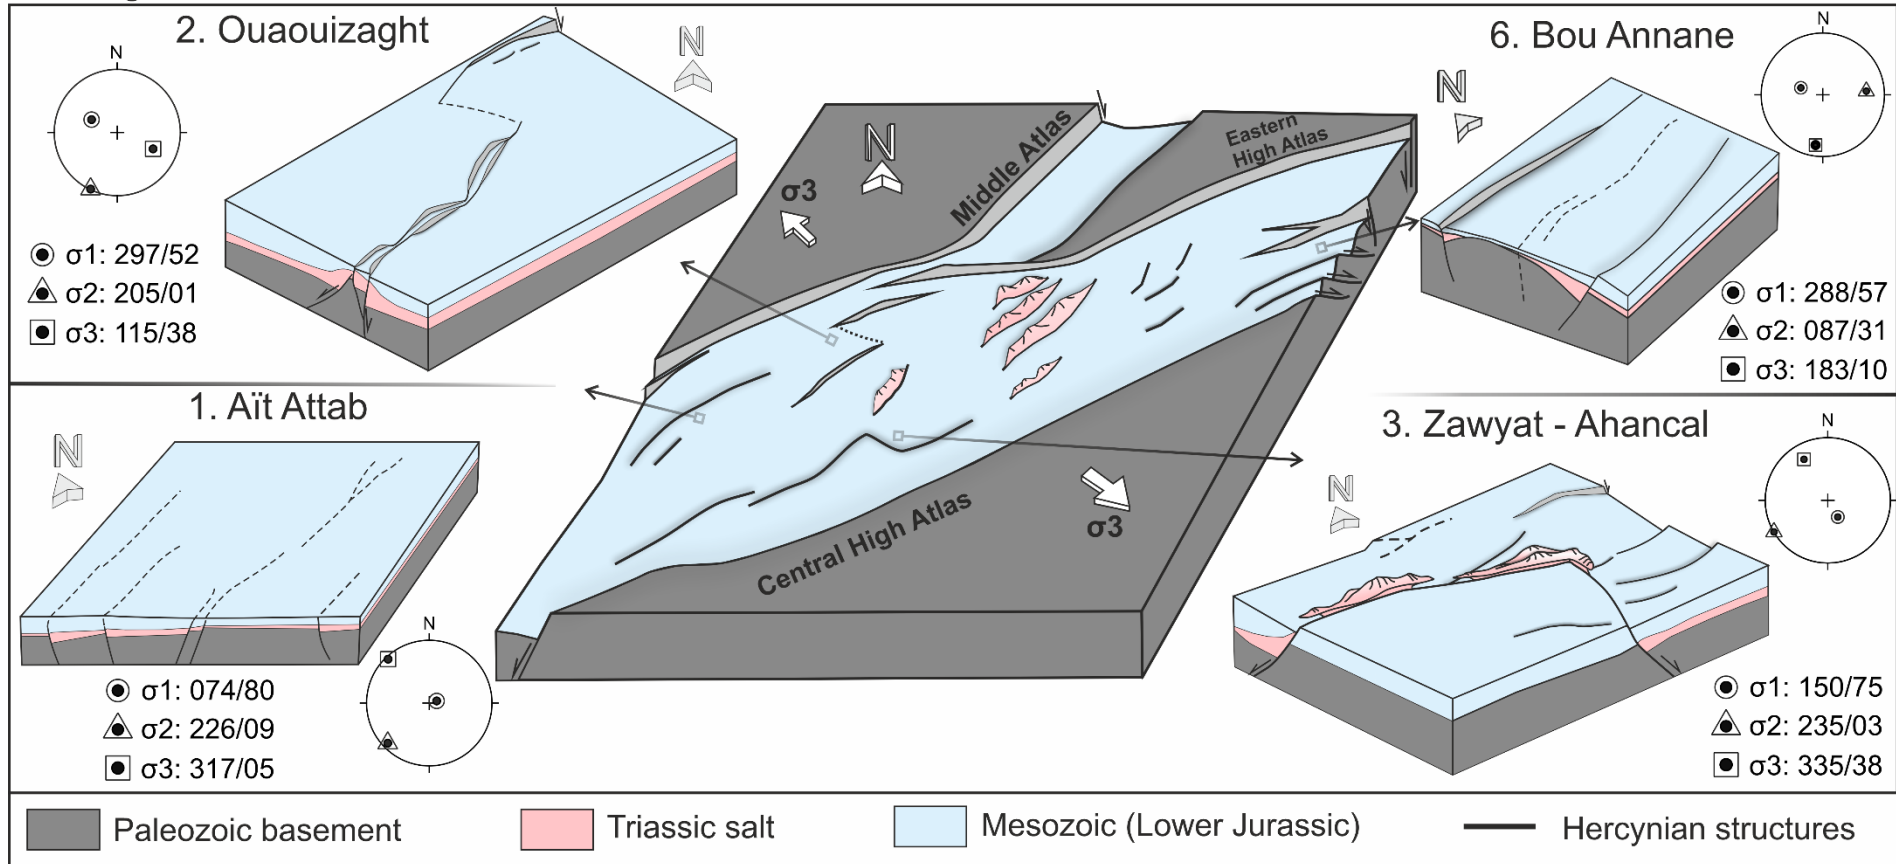 2. Ouaouizaght
N
N
σ1: 297/52
σ2: 205/01
σ3: 115/38
1. Aït Attab
N
N
σ1: 074/80
σ2: 226/09
σ3: 317/05
N
σ3
Middle Atlas
Eastern
High Atlas
Central High Atlas
σ3
6. Bou Annane
N
N
σ1: 288/57
σ2: 087/31
σ3: 183/10
3. Zawyat - Ahancal
N
N
σ1: 150/75
σ2: 235/03
σ3: 335/38
Paleozoic basement
Triassic salt
Mesozoic (Lower Jurassic)
Hercynian structures